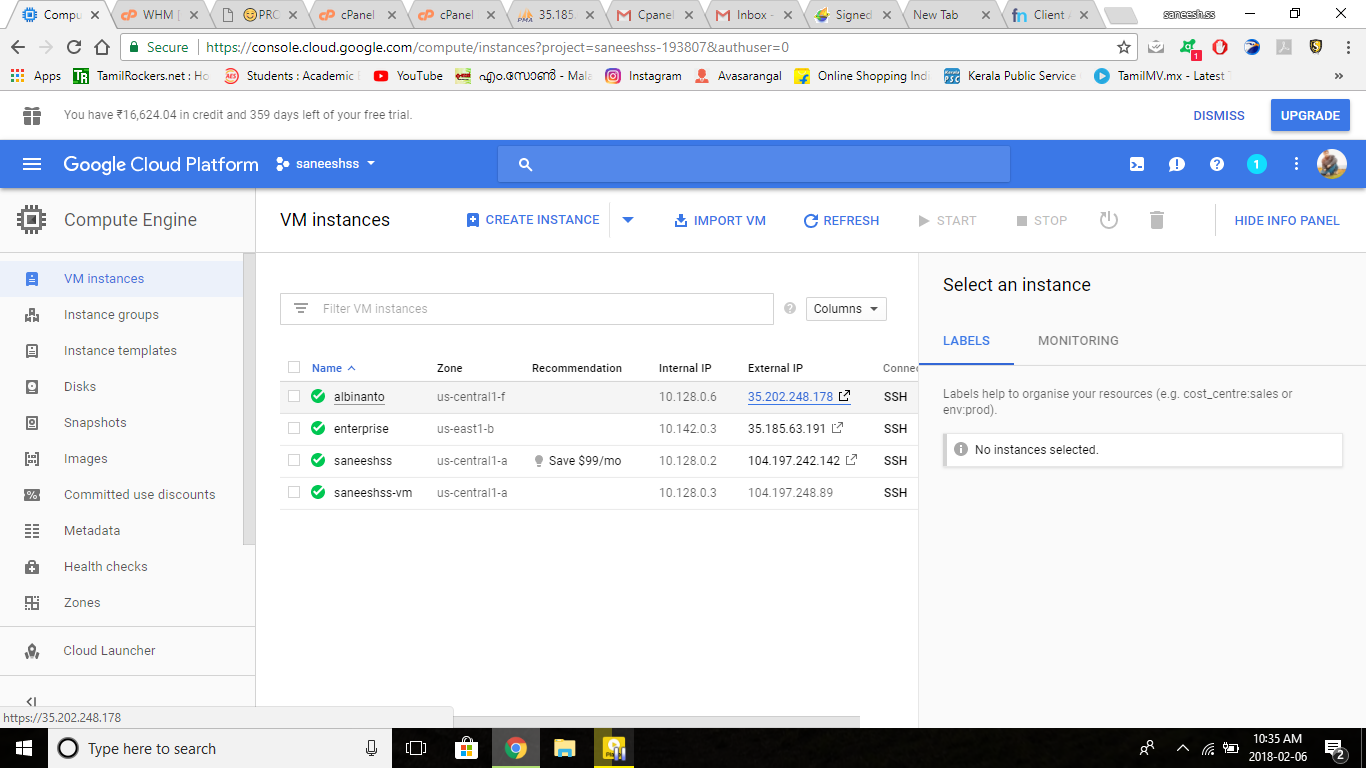 Compu
WHM |
PRC
cPanel
cPanel
35.185
Cpane
Inbox -
Signed
New Tab
Client
saneesh.ss
Secure
https://console.cloud.google.com/compute/instances?project=saneeshss-193807&authuser=0
Apps
TamilRockers.net : Ho
Students : Academic
YouTube
എം.സോൺ - Mala
Instagram
Avasarangal
Online Shopping Indi
Kerala Public Service
TamilMV.mx - Latest
»
You have ₹16,624.04 in credit and 359 days left of your free trial.
DISMISS
UPGRADE
Google Cloud Platform
saneeshss
1
Compute Engine
VM instances
CREATE INSTANCE
IMPORT VM
REFRESH
START
STOP
HIDE INFO PANEL
VM instances
Instance groups
Instance templates
Disks
Snapshots
Images
Committed use discounts
Metadata
Health checks
Zones
Cloud Launcher
Filter VM instances
Columns
Name Zone Recommendation Internal IP External IP Connec
albinanto us-central1-f 10.128.0.6 35.202.248.178 SSH
enterprise us-east1-b 10.142.0.3 35.185.63.191 SSH
saneeshss us-central1-a Save $99/mo 10.128.0.2 104.197.242.142 SSH
saneeshss-vm us-central1-a 10.128.0.3 104.197.248.89 SSH
Select an instance
LABELS MONITORING
Labels help to organise your resources (e.g. cost_centre:sales or
env:prod).
No instances selected.
https://35.202.248.178
Type here to search
10:35 AM
2018-02-06
2